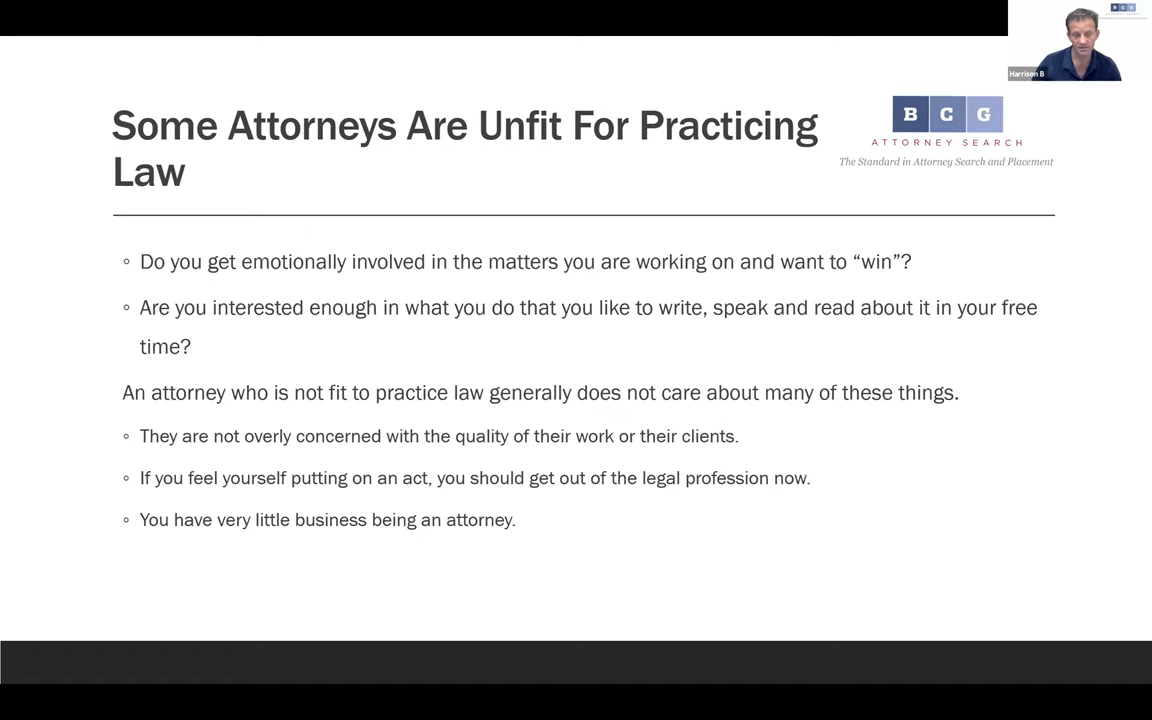 Harrison B
B C G
ATTORNEY SEARCH
The Standard in Attorney Search and Placement
Some Attorneys Are Unfit For Practicing
Law
◦ Do you get emotionally involved in the matters you are working on and want to “win”?
◦ Are you interested enough in what you do that you like to write, speak and read about it in your free
time?
An attorney who is not fit to practice law generally does not care about many of these things.
◦ They are not overly concerned with the quality of their work or their clients.
◦ If you feel yourself putting on an act, you should get out of the legal profession now.
◦ You have very little business being an attorney.